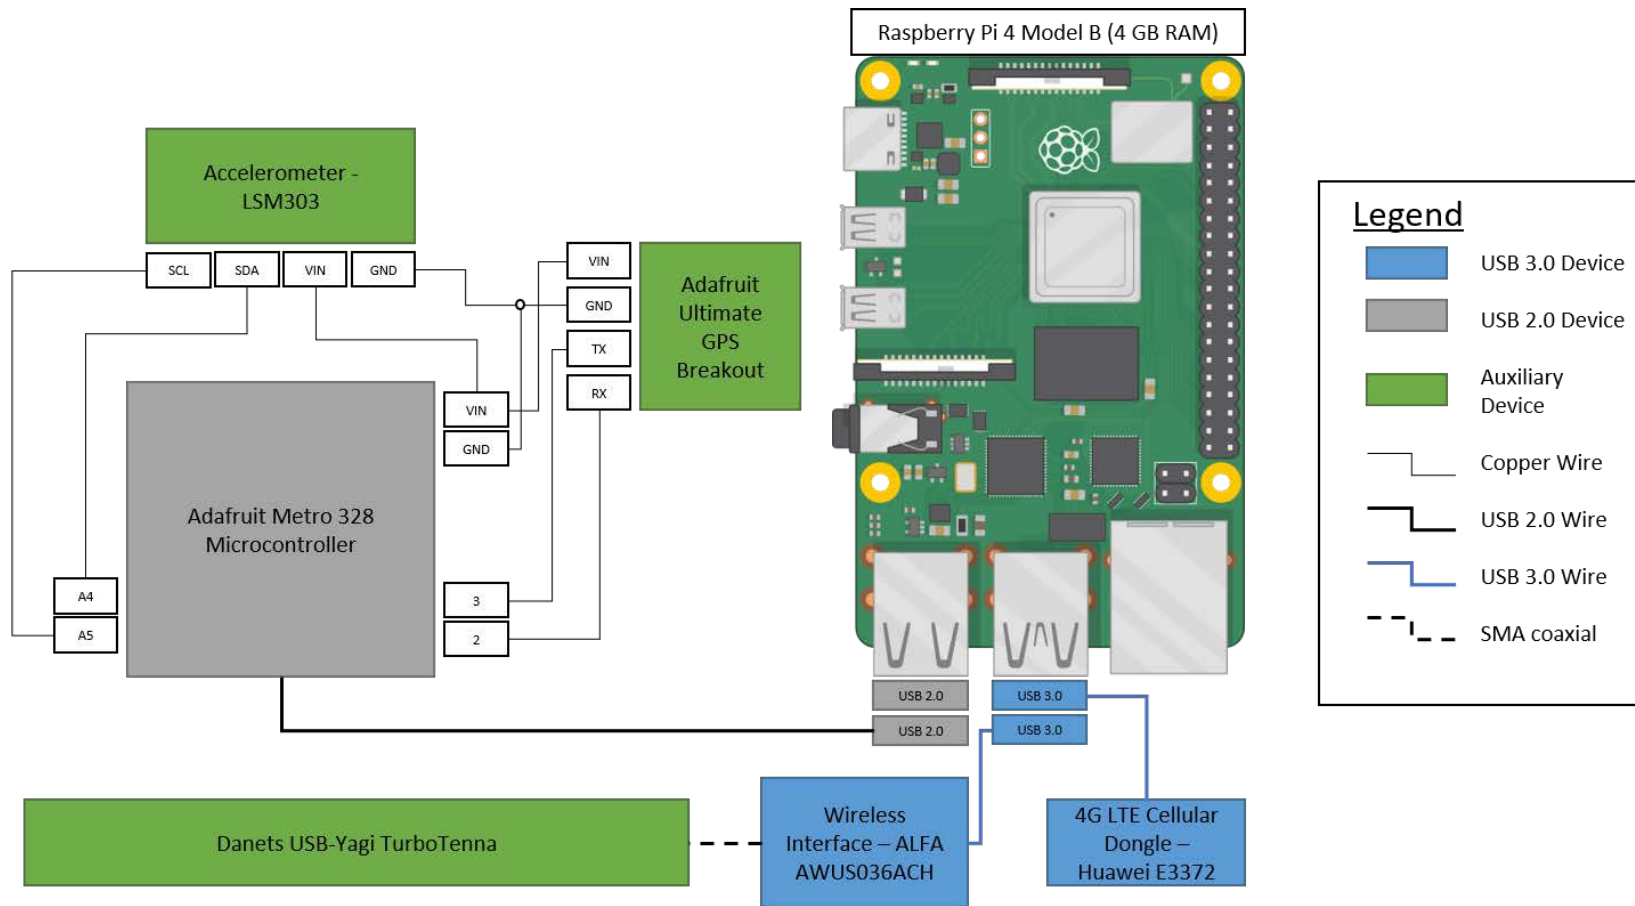 Raspberry Pi 4 Model B (4 GB RAM)
Accelerometer -
LSM303
SCL
SDA
VIN
GND
VIN
GND
TX
RX
Adafruit
Ultimate
GPS
Breakout
VIN
GND
Adafruit Metro 328
Microcontroller
A4
A5
3
2
USB 2.0
USB 3.0
USB 2.0
USB 3.0
Danets USB-Yagi TurboTenna
Wireless
Interface – ALFA
AWUS036ACH
4G LTE Cellular
Dongle –
Huawei E3372
Legend
USB 3.0 Device
USB 2.0 Device
Auxiliary
Device
Copper Wire
USB 2.0 Wire
USB 3.0 Wire
SMA coaxial